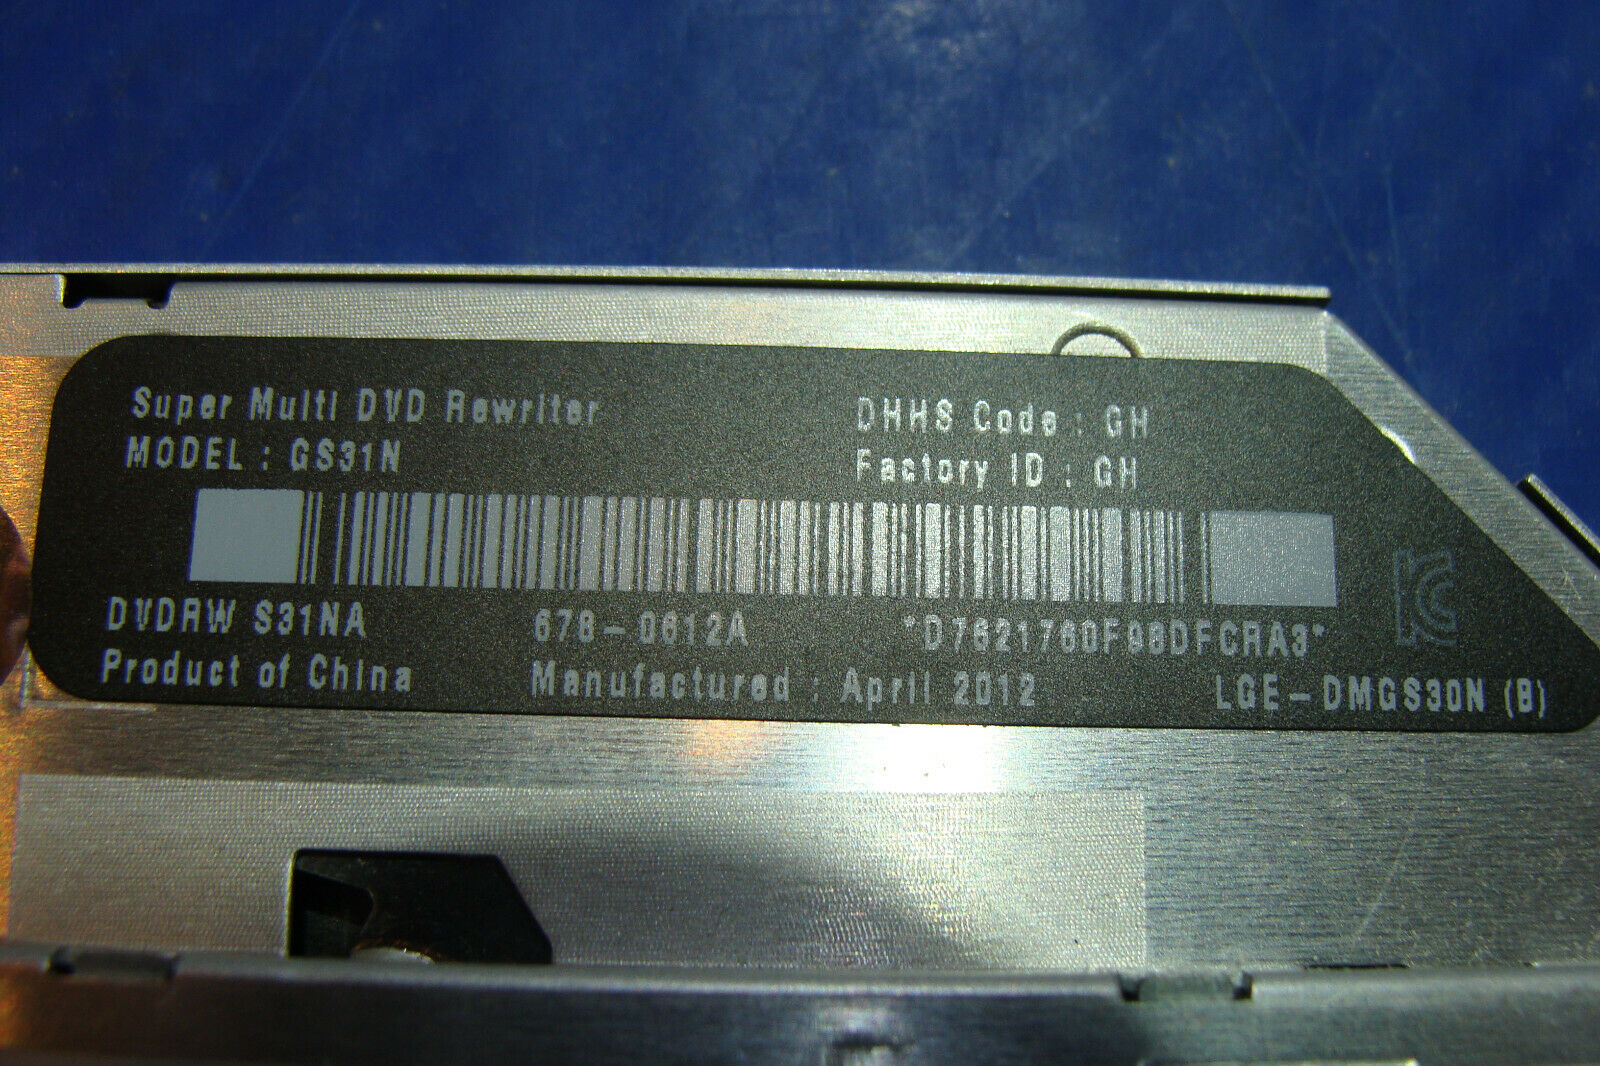 Super Multi DVD Rewriter
MODEL : GS31N
DHHS Code : GH
Factory ID : GH
DVDRW S31NA
678-0612A
*D7621760F98DFCRA3*
Product of China
Manufactured : April 2012
LGE-DMGS30N (B)